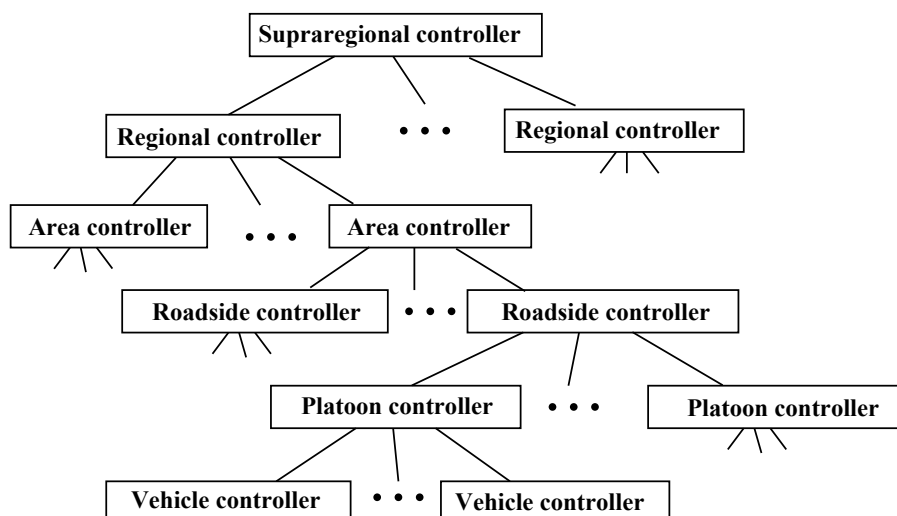 Supraregional controller
Regional controller
Regional controller
Area controller
Area controller
Roadside controller
Roadside controller
Platoon controller
Platoon controller
Vehicle controller
Vehicle controller